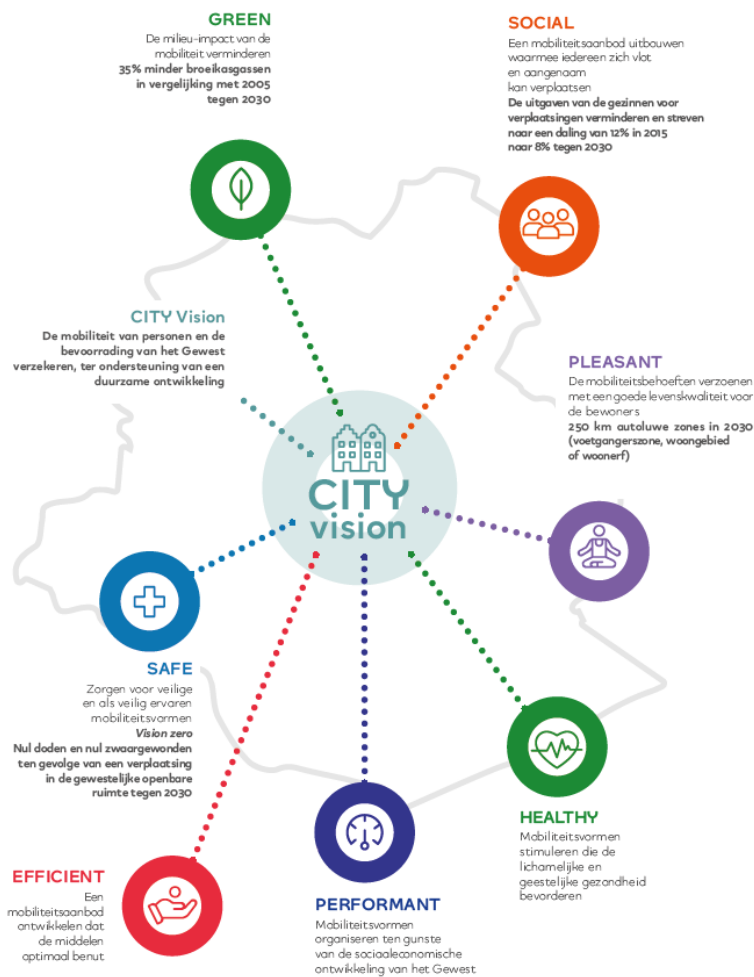 GREEN
De milieu-impact van de
mobiliteit verminderen
35% minder broeikasgassen
in vergelijking met 2005
tegen 2030
SOCIAL
Een mobiliteitsaanbod uitbouwen
waarmee iedereen zich vlot
en aangenaam
kan verplaatsen
De uitgaven van de gezinnen voor
verplaatsingen verminderen en streven
naar een daling van 12% in 2015
naar 8% tegen 2030
CITY Vision
De mobiliteit van personen en de
bevoorrading van het Gewest
verzekeren, ter ondersteuning van een
duurzame ontwikkeling
PLEASANT
De mobiliteitsbehoeften verzoenen
met een goede levenskwaliteit voor
de bewoners
250 km autoluwe zones in 2030
(voetgangerszone, woongebied
of woonerf)
CITY
vision
SAFE
Zorgen voor veilige
en als veilig ervaren
mobiliteitsvormen
Vision zero
Nul doden en nul zwaargewonden
ten gevolge van een verplaatsing
in de gewestelijke openbare
ruimte tegen 2030
HEALTHY
Mobiliteitsvormen
stimuleren die de
lichamelijke en
geestelijke gezondheid
bevorderen
EFFICIENT
Een
mobiliteitsaanbod
ontwikkelen dat
de middelen
optimaal benut
PERFORMANT
Mobiliteitsvormen
organiseren ten gunste
van de sociaaleconomische
ontwikkeling van het Gewest